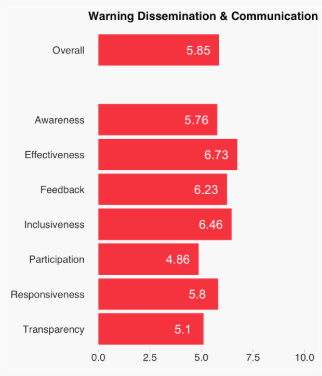 Warning Dissemination & Communication
Overall 5.85
Awareness 5.76
Effectiveness 6.73
Feedback 6.23
Inclusiveness 6.46
Participation 4.86
Responsiveness 5.8
Transparency 5.1
0.0 2.5 5.0 7.5 10.0